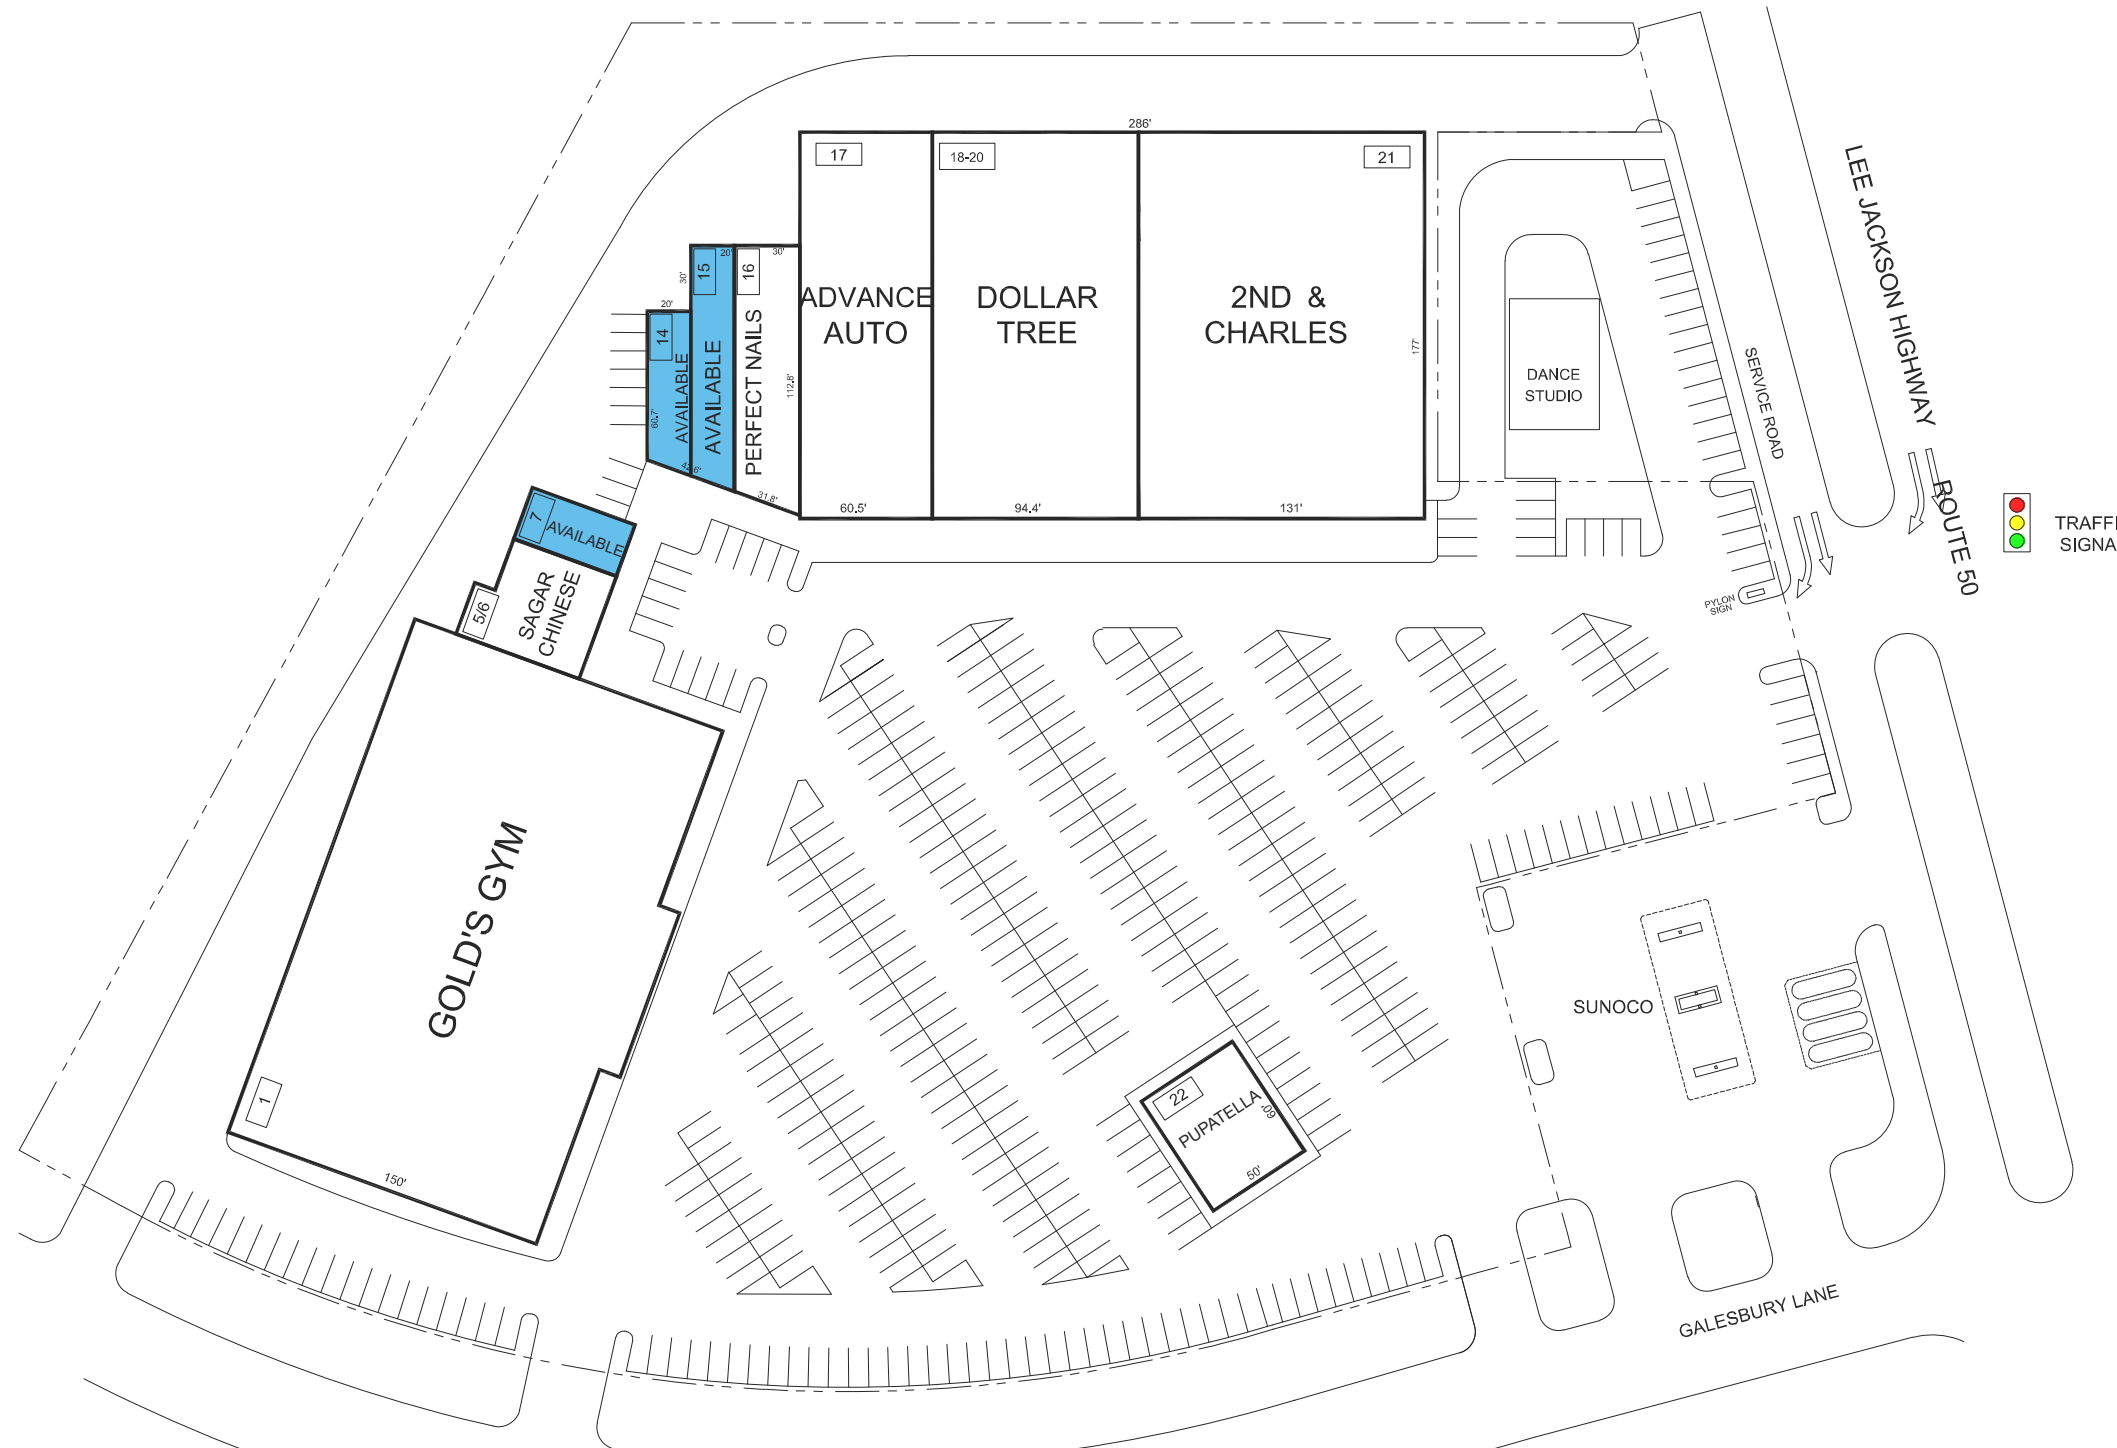 286'
17
18-20
21
LEE JACKSON HIGHWAY
ROUTE 50
20'
30'
15
16
30'
20'
14
ADVANCE
AUTO
DOLLAR
TREE
2ND &
CHARLES
177'
DANCE
STUDIO
SERVICE ROAD
AVAILABLE
AVAILABLE
PERFECT NAILS
112.8'
60.7'
42.6'
31.8'
60.5'
94.4'
131'
TRAFFI
SIGNA
7
AVAILABLE
5/6
SAGAR
CHINESE
PYLON
SIGN
GOLD'S GYM
1
150'
22
PUPATELLA
60'
50'
SUNOCO
GALESBURY LANE